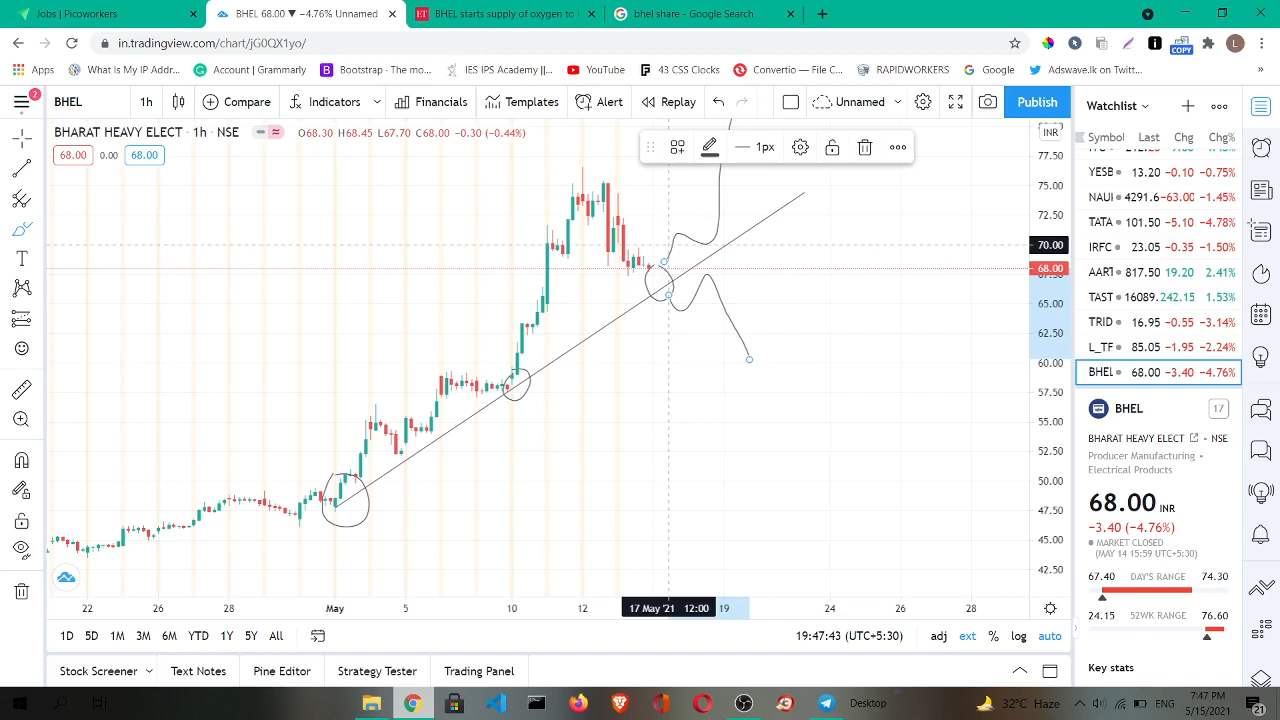 Jobs | Picoworkers
BHEL 68.00 ▼ −4.76% Unnamed
BHEL starts supply of oxygen to
bhel share - Google Search
in.tradingview.com/chart/jG0QX1yo/
COPY
L
Apps
What Is My IP Addr...
Account | Grammarly
Bootstrap · The mo...
IES IPS Academy ||...
YouTube
43 CSS Clocks
Convertio — File C...
RAPIDWORKERS
Google
Adswave.lk on Twitt...
»
2
BHEL
1h
Compare
Indicators
Financials
Templates
Alert
Replay
Unnamed
Publish
Watchlist
BHARAT HEAVY ELECT · 1h · NSE
O68.30 H69.45 L67.70 C68.00 −0.30 (−0.44%)
68.00 0.00 68.00
1px
INR
77.50
75.00
72.50
70.00
68.00
65.00
62.50
60.00
57.50
55.00
52.50
50.00
47.50
45.00
42.50
22 26 28 May 5 10 12 17 May '21 12:00 19 24 26 28
1D 5D 1M 3M 6M YTD 1Y 5Y All
19:47:43 (UTC+5:30)
adj ext % log auto
Stock Screener
Text Notes
Pine Editor
Strategy Tester
Trading Panel
Symbol Last Chg Chg%
YESB 13.20 −0.10 −0.75%
NAUI 4291.6 −63.00 −1.45%
TATA 101.50 −5.10 −4.78%
IRFC 23.05 −0.35 −1.50%
AART 817.50 19.20 2.41%
TAST 16089. 242.15 1.53%
TRID 16.95 −0.55 −3.14%
L_TF 85.05 −1.95 −2.24%
BHEL 68.00 −3.40 −4.76%
BHEL
17
BHARAT HEAVY ELECT · NSE
Producer Manufacturing ·
Electrical Products
68.00 INR
−3.40 (−4.76%)
MARKET CLOSED
(MAY 14 15:59 UTC+5:30)
67.40 DAY'S RANGE 74.30
24.15 52WK RANGE 76.60
Key stats
Desktop
32°C Haze
ENG
7:47 PM
5/15/2021
21